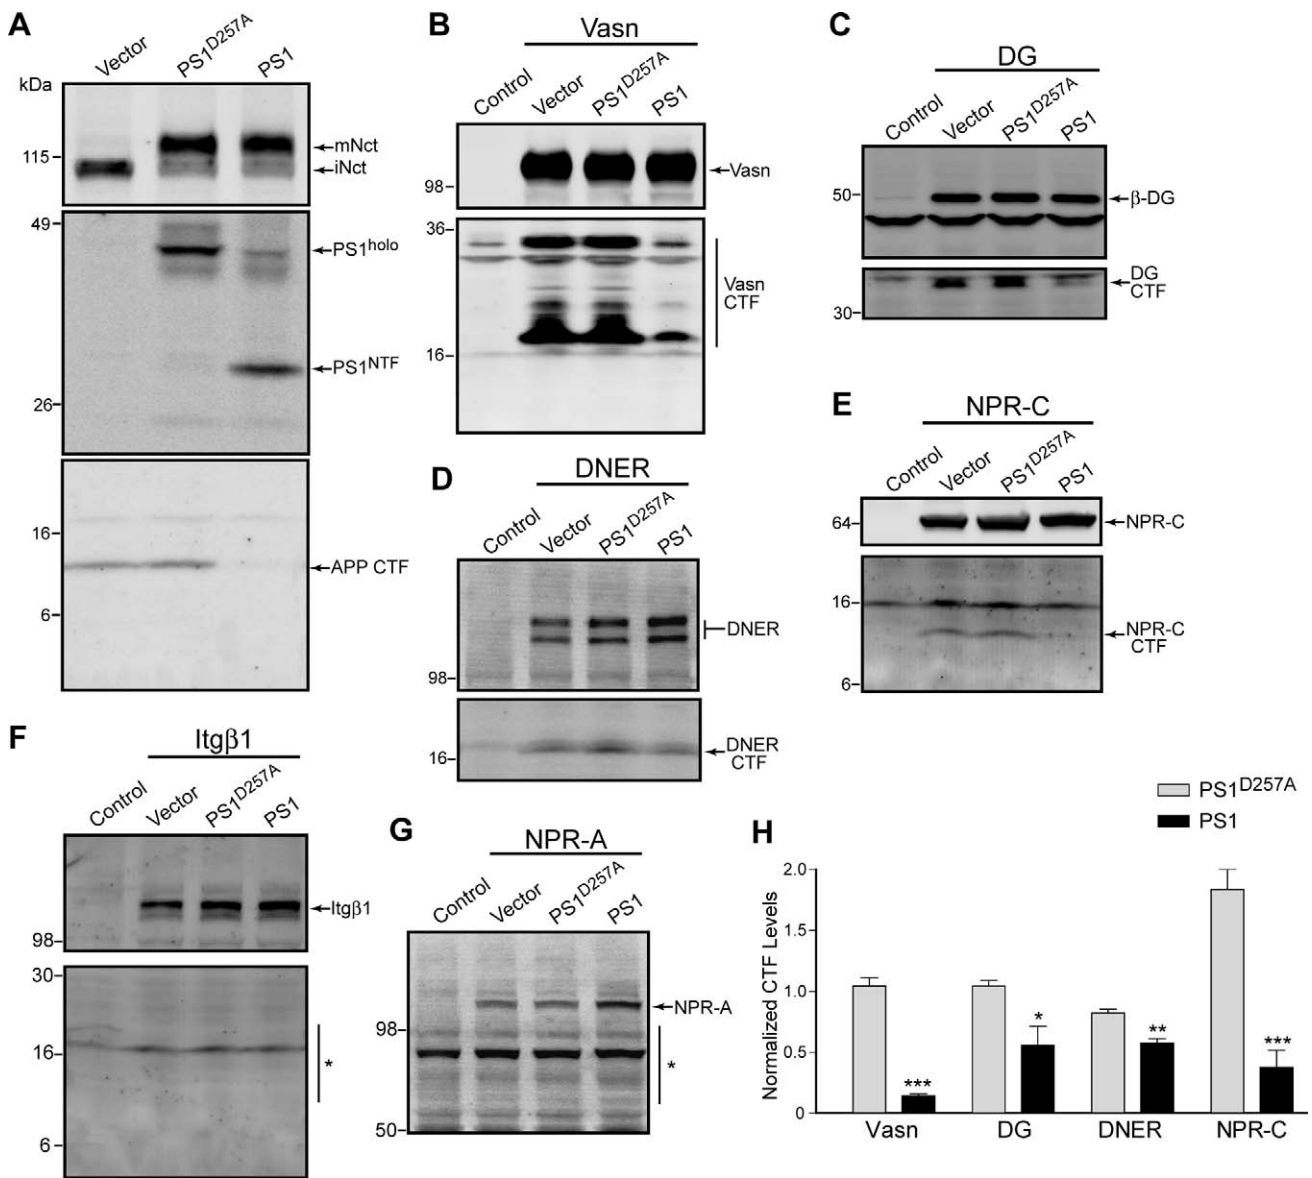 A
Vector
PS1D257A
PS1
kDa
115
mNct
iNct
49
PS1holo
PS1NTF
26
16
APP CTF
6
B
Vasn
Control
Vector
PS1D257A
PS1
98
Vasn
36
Vasn
CTF
16
C
DG
Control
Vector
PS1D257A
PS1
50
β-DG
DG
CTF
30
D
DNER
Control
Vector
PS1D257A
PS1
DNER
98
16
DNER
CTF
E
NPR-C
Control
Vector
PS1D257A
PS1
64
NPR-C
16
NPR-C
CTF
6
F
Itgβ1
Control
Vector
PS1D257A
PS1
Itgβ1
98
30
16
*
6
G
NPR-A
Control
Vector
PS1D257A
PS1
NPR-A
98
*
50
H
PS1D257A
PS1
Normalized CTF Levels
2.0
1.5
1.0
0.5
0
***
*
**
***
Vasn DG DNER NPR-C